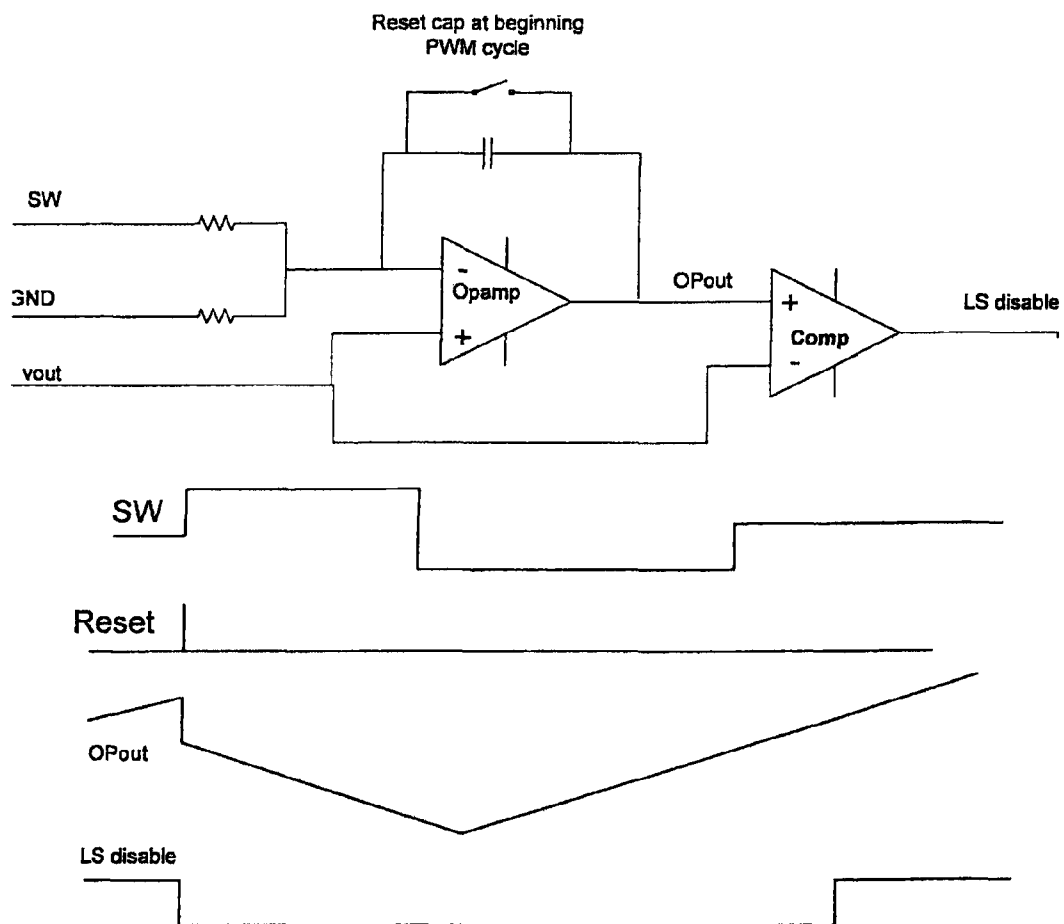 Reset cap at beginning
PWM cycle
SW
GND
vout
-
Opamp
+
OPout
+
Comp
-
LS disable
SW
Reset
OPout
LS disable